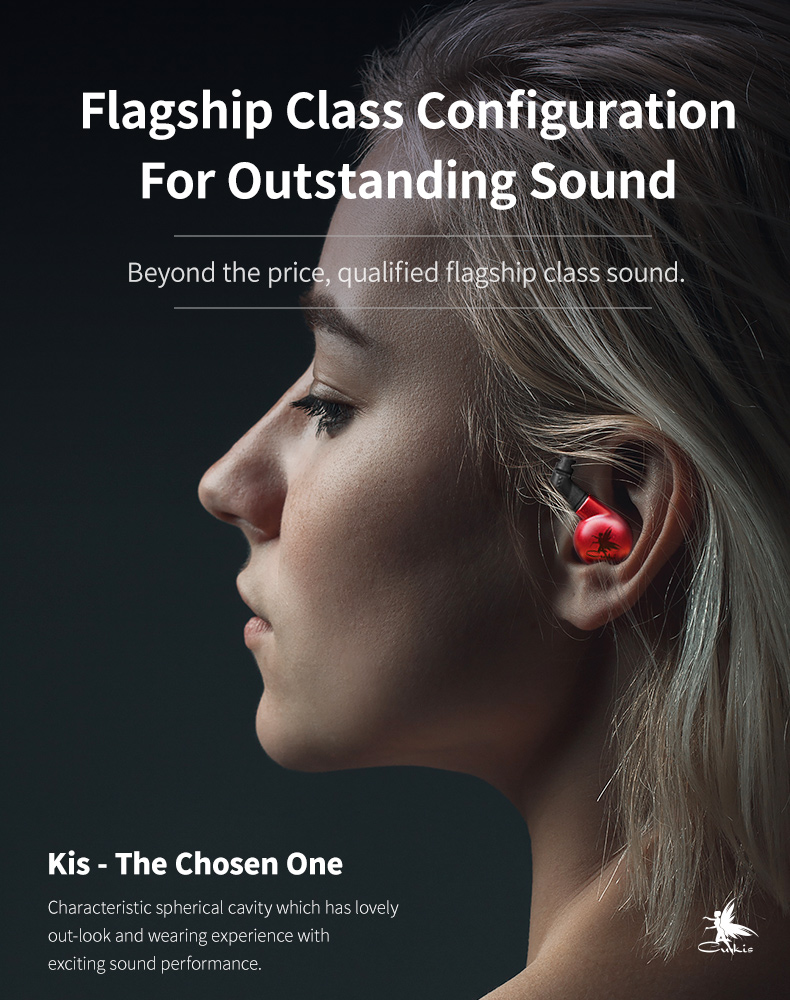 Flagship Class Configuration
For Outstanding Sound
Beyond the price, qualified flagship class sound.
Kis - The Chosen One
Characteristic spherical cavity which has lovely
out-look and wearing experience with
exciting sound performance.